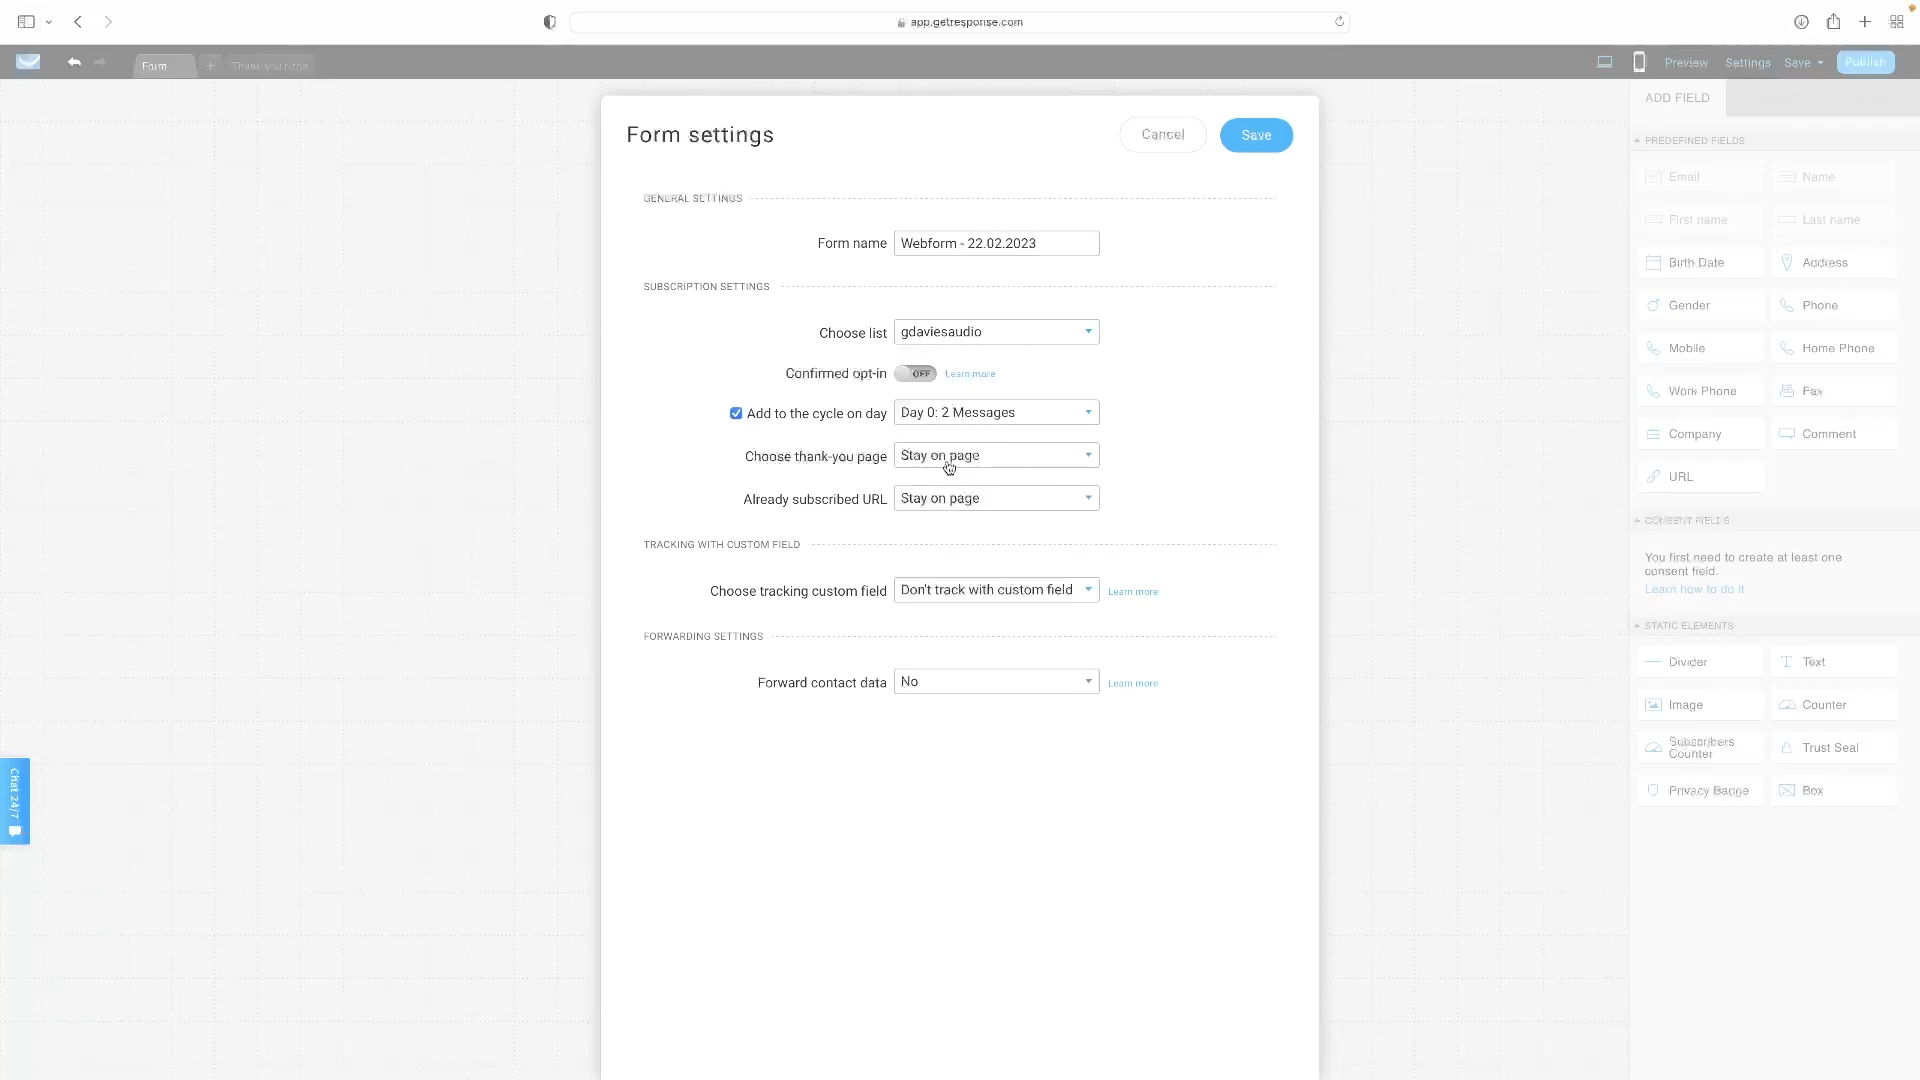 app.getresponse.com
Form
Thank you page
Preview
Settings
Save
Publish
ADD FIELD
Form settings
Cancel
Save
PREDEFINED FIELDS
Email
Name
GENERAL SETTINGS
First name
Last name
Form name
Webform - 22.02.2023
Birth Date
Address
SUBSCRIPTION SETTINGS
Gender
Phone
Choose list
gdaviesaudio
Mobile
Home Phone
Confirmed opt-in
OFF
Learn more
Work Phone
Fax
Add to the cycle on day
Day 0: 2 Messages
Company
Comment
Choose thank-you page
Stay on page
URL
Already subscribed URL
Stay on page
CONSENT FIELDS
TRACKING WITH CUSTOM FIELD
You first need to create at least one
consent field.
Learn how to do it
Choose tracking custom field
Don't track with custom field
Learn more
STATIC ELEMENTS
FORWARDING SETTINGS
Divider
Text
Forward contact data
No
Learn more
Image
Counter
Subscribers
Counter
Trust Seal
Privacy Badge
Box
Chat 24/7